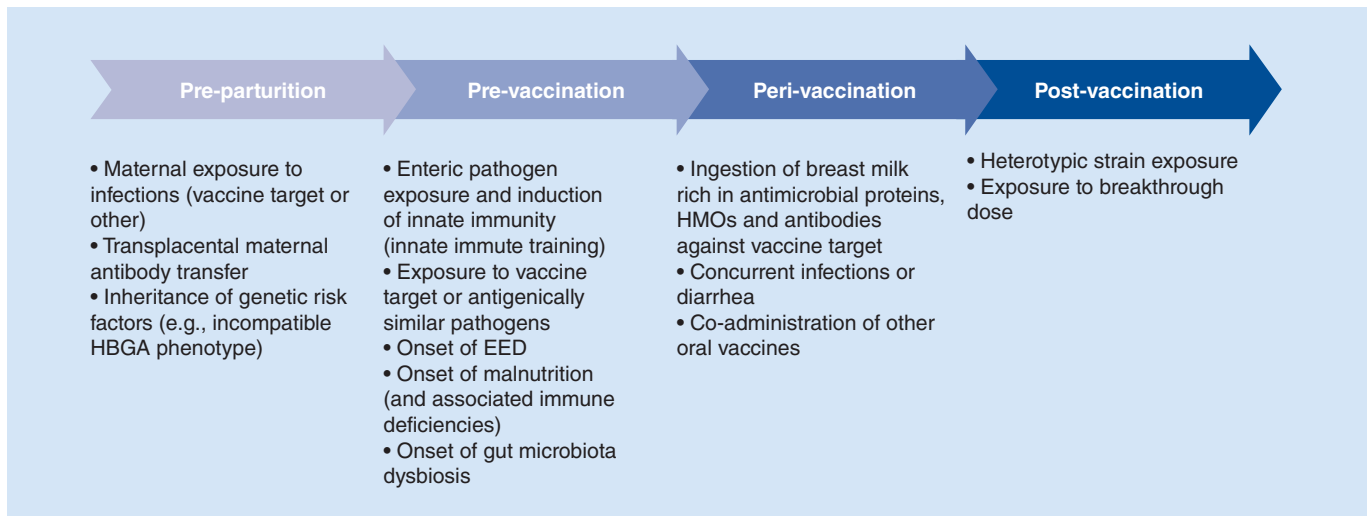 Pre-parturition
• Maternal exposure to
infections (vaccine target or
other)
• Transplacental maternal
antibody transfer
• Inheritance of genetic risk
factors (e.g., incompatible
HBGA phenotype)
Pre-vaccination
• Enteric pathogen
exposure and induction
of innate immunity
(innate immute training)
• Exposure to vaccine
target or antigenically
similar pathogens
• Onset of EED
• Onset of malnutrition
(and associated immune
deficiencies)
• Onset of gut microbiota
dysbiosis
Peri-vaccination
• Ingestion of breast milk
rich in antimicrobial proteins,
HMOs and antibodies
against vaccine target
• Concurrent infections or
diarrhea
• Co-administration of other
oral vaccines
Post-vaccination
• Heterotypic strain exposure
• Exposure to breakthrough
dose